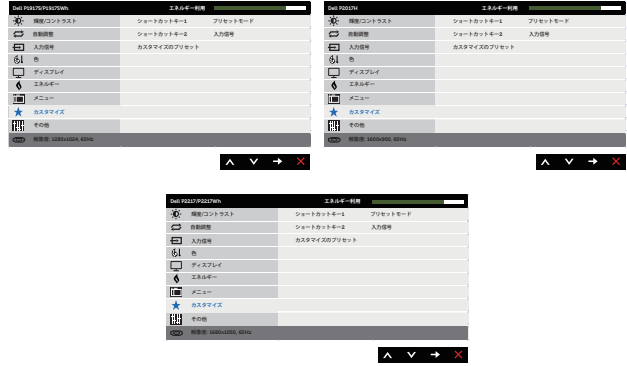 Dell P1917S/P1917SWh エネルギー利用
輝度/コントラスト ショートカットキー1 プリセットモード
自動調整 ショートカットキー2 入力信号
入力信号 カスタマイズのリセット
色
ディスプレイ
エネルギー
メニュー
カスタマイズ
その他
解像度: 1280x1024, 60Hz
Dell P2017H エネルギー利用
輝度/コントラスト ショートカットキー1 プリセットモード
自動調整 ショートカットキー2 入力信号
入力信号 カスタマイズのリセット
色
ディスプレイ
エネルギー
メニュー
カスタマイズ
その他
解像度: 1600x900, 60Hz
Dell P2217/P2217Wh エネルギー利用
輝度/コントラスト ショートカットキー1 プリセットモード
自動調整 ショートカットキー2 入力信号
入力信号 カスタマイズのリセット
色
ディスプレイ
エネルギー
メニュー
カスタマイズ
その他
解像度: 1680x1050, 60Hz